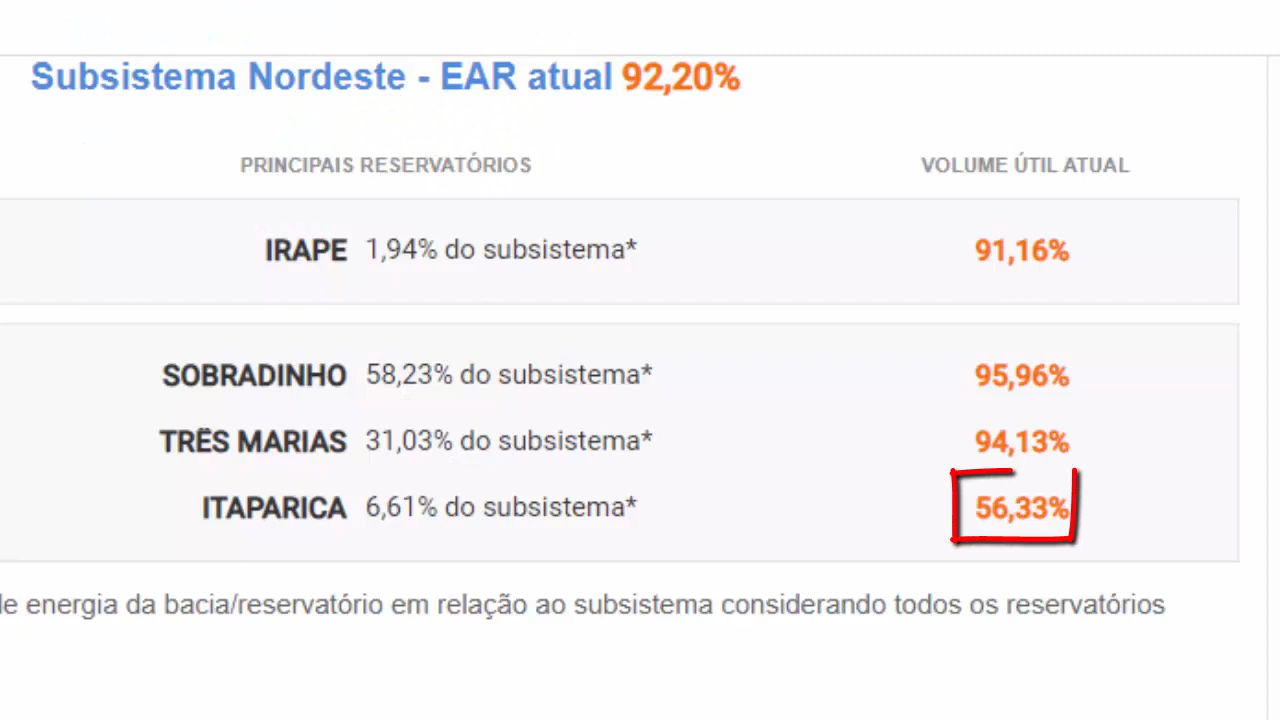 Subsistema Nordeste - EAR atual 92,20%
PRINCIPAIS RESERVATÓRIOS VOLUME ÚTIL ATUAL
IRAPE 1,94% do subsistema* 91,16%
SOBRADINHO 58,23% do subsistema* 95,96%
TRÊS MARIAS 31,03% do subsistema* 94,13%
ITAPARICA 6,61% do subsistema* 56,33%
de energia da bacia/reservatório em relação ao subsistema considerando todos os reservatórios